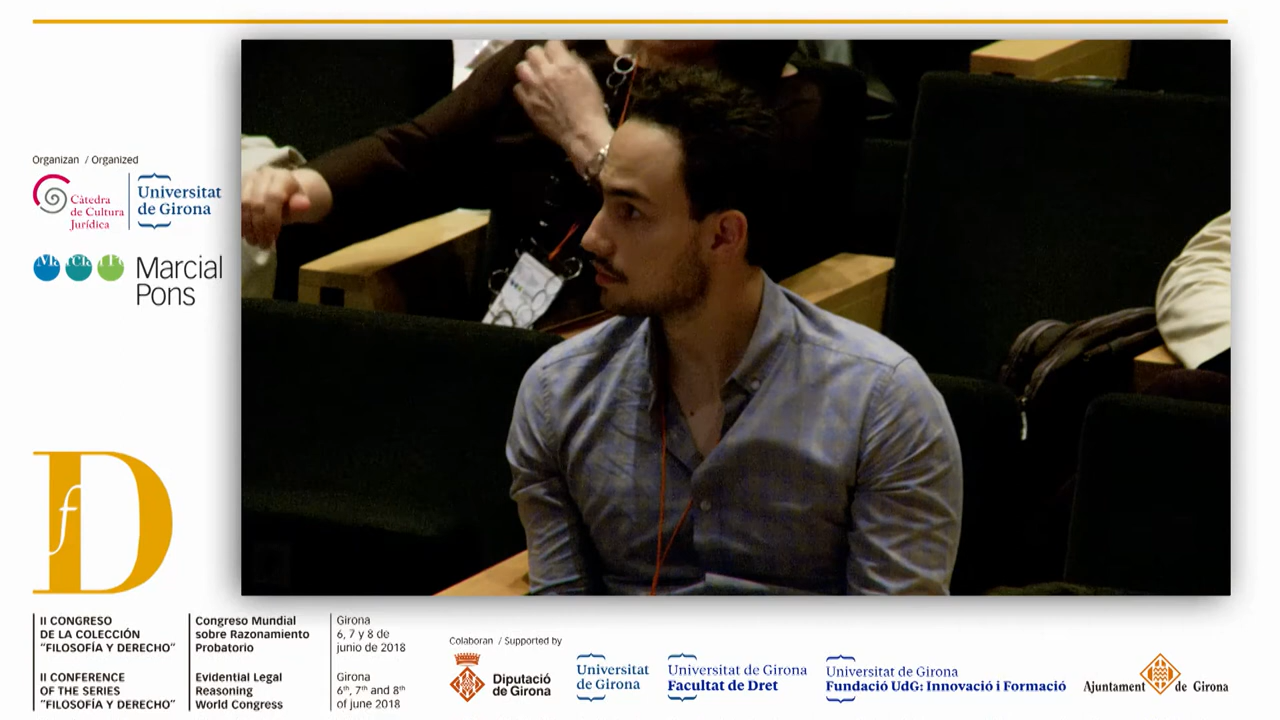 Organizan / Organized
Càtedra
de Cultura
Jurídica
Universitat
de Girona
Marcial
Pons
fD
II CONGRESO
DE LA COLECCIÓN
"FILOSOFÍA Y DERECHO"
II CONFERENCE
OF THE SERIES
"FILOSOFÍA Y DERECHO"
Congreso Mundial
sobre Razonamiento
Probatorio
Evidential Legal
Reasoning
World Congress
Girona
6, 7 y 8 de
junio de 2018
Girona
6th, 7th and 8th
of june 2018
Colaboran / Supported by
Diputació
de Girona
Universitat
de Girona
Universitat de Girona
Facultat de Dret
Universitat de Girona
Fundació UdG: Innovació i Formació
Ajuntament de Girona